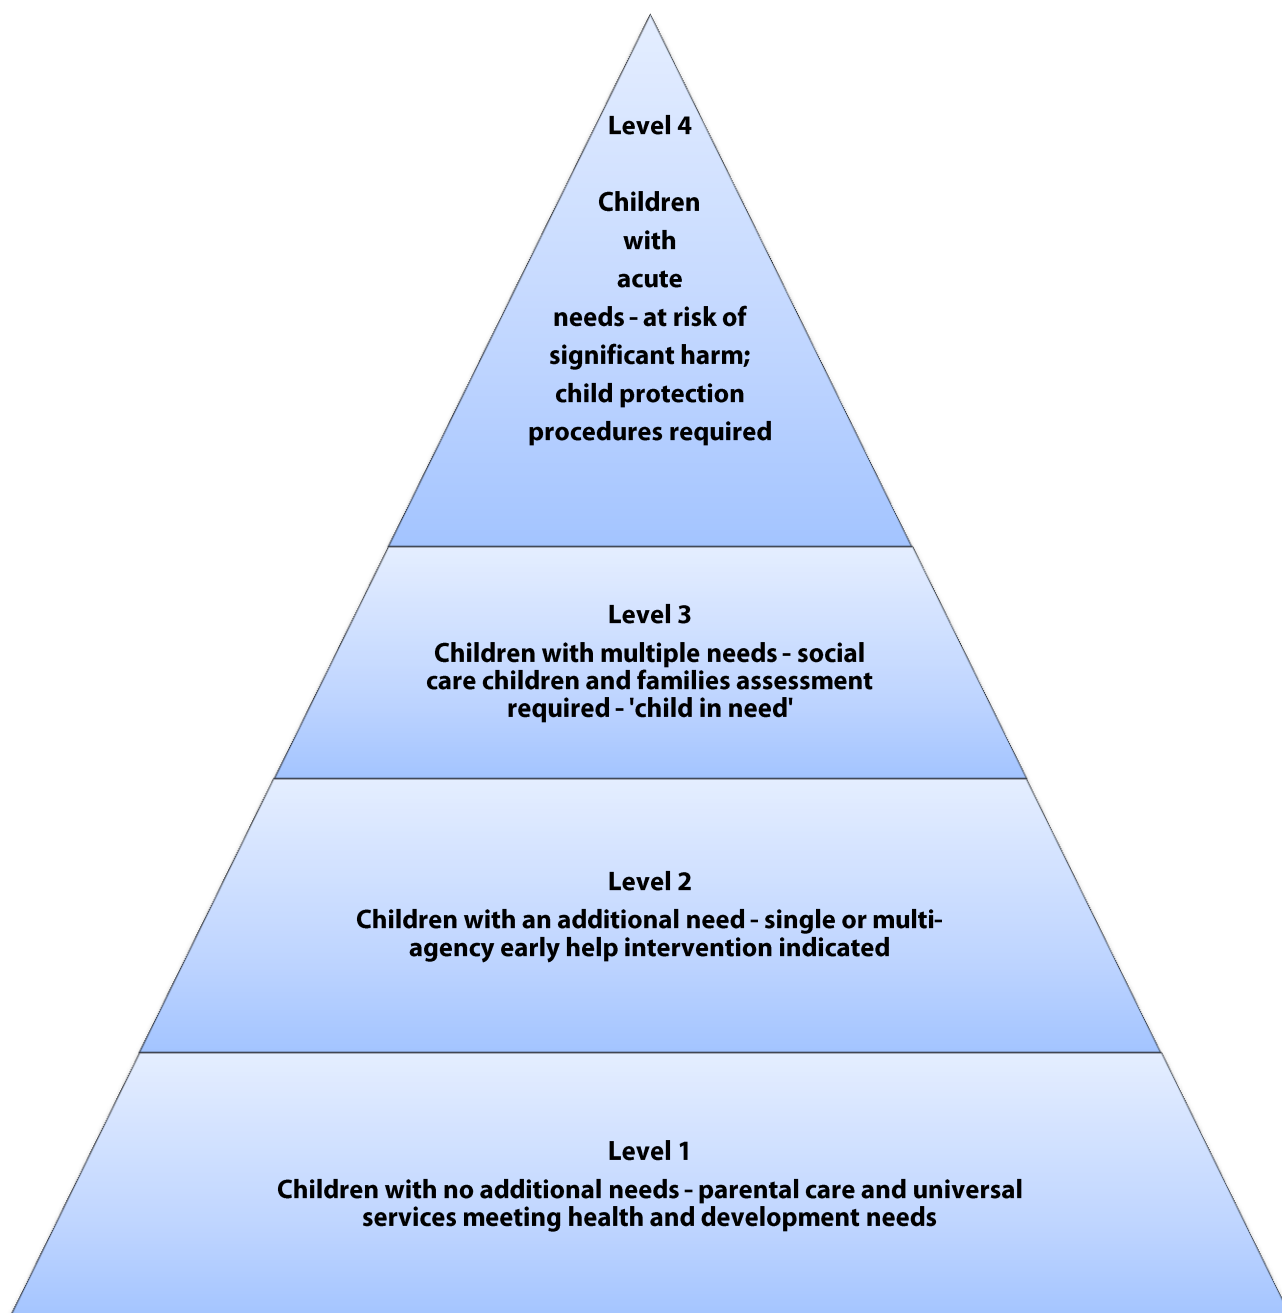 Level 4
Children
with
acute
needs - at risk of
significant harm;
child protection
procedures required
Level 3
Children with multiple needs - social
care children and families assessment
required - 'child in need'
Level 2
Children with an additional need - single or multi-
agency early help intervention indicated
Level 1
Children with no additional needs - parental care and universal
services meeting health and development needs